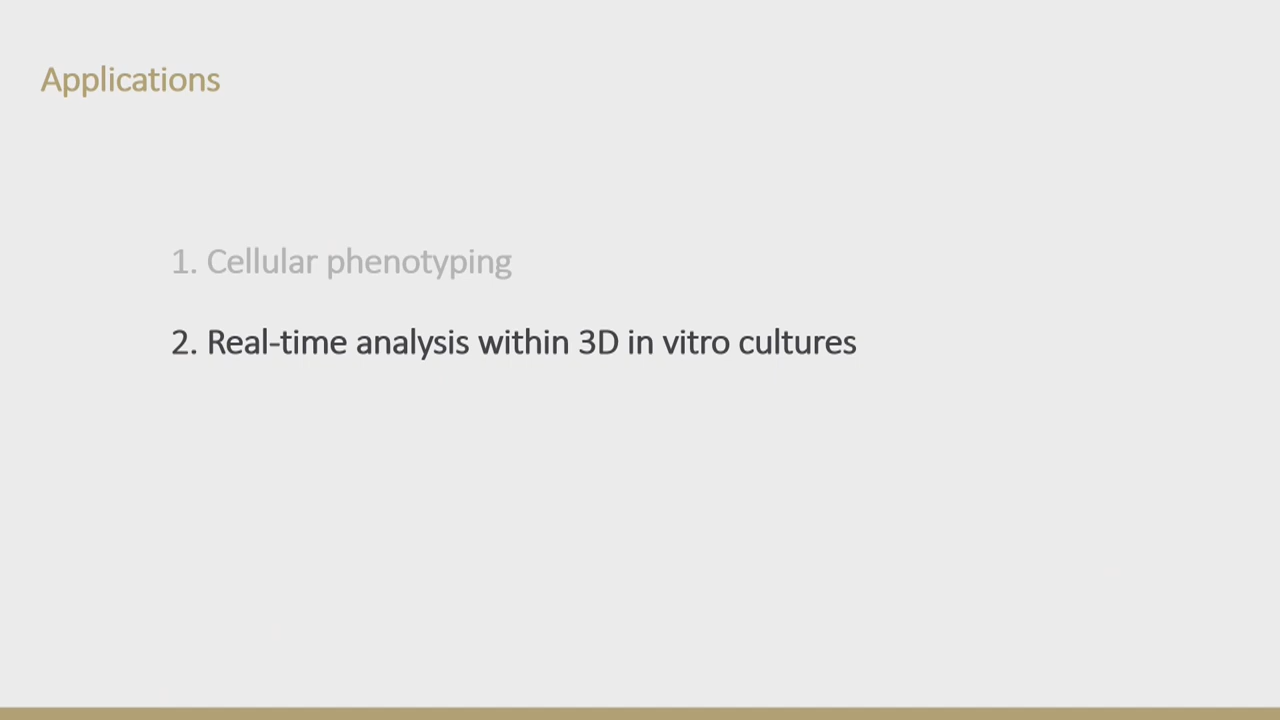 Applications
1. Cellular phenotyping
2. Real-time analysis within 3D in vitro cultures